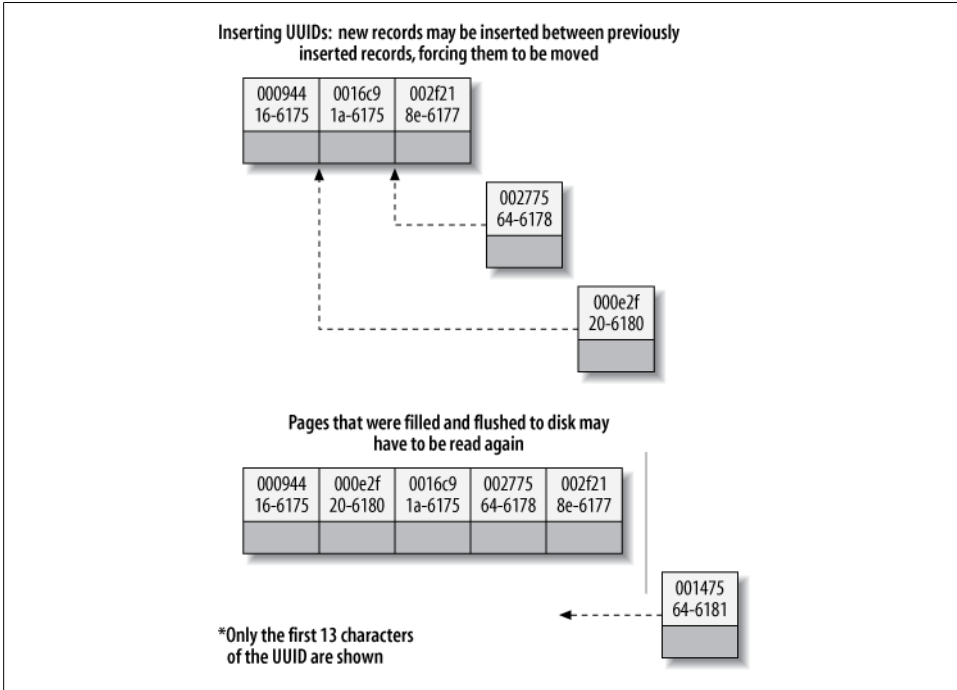 Inserting UUIDs: new records may be inserted between previously
inserted records, forcing them to be moved
000944 0016c9 002f21
16-6175 1a-6175 8e-6177
002775
64-6178
000e2f
20-6180
Pages that were filled and flushed to disk may
have to be read again
000944 000e2f 0016c9 002775 002f21
16-6175 20-6180 1a-6175 64-6178 8e-6177
001475
64-6181
*Only the first 13 characters
of the UUID are shown